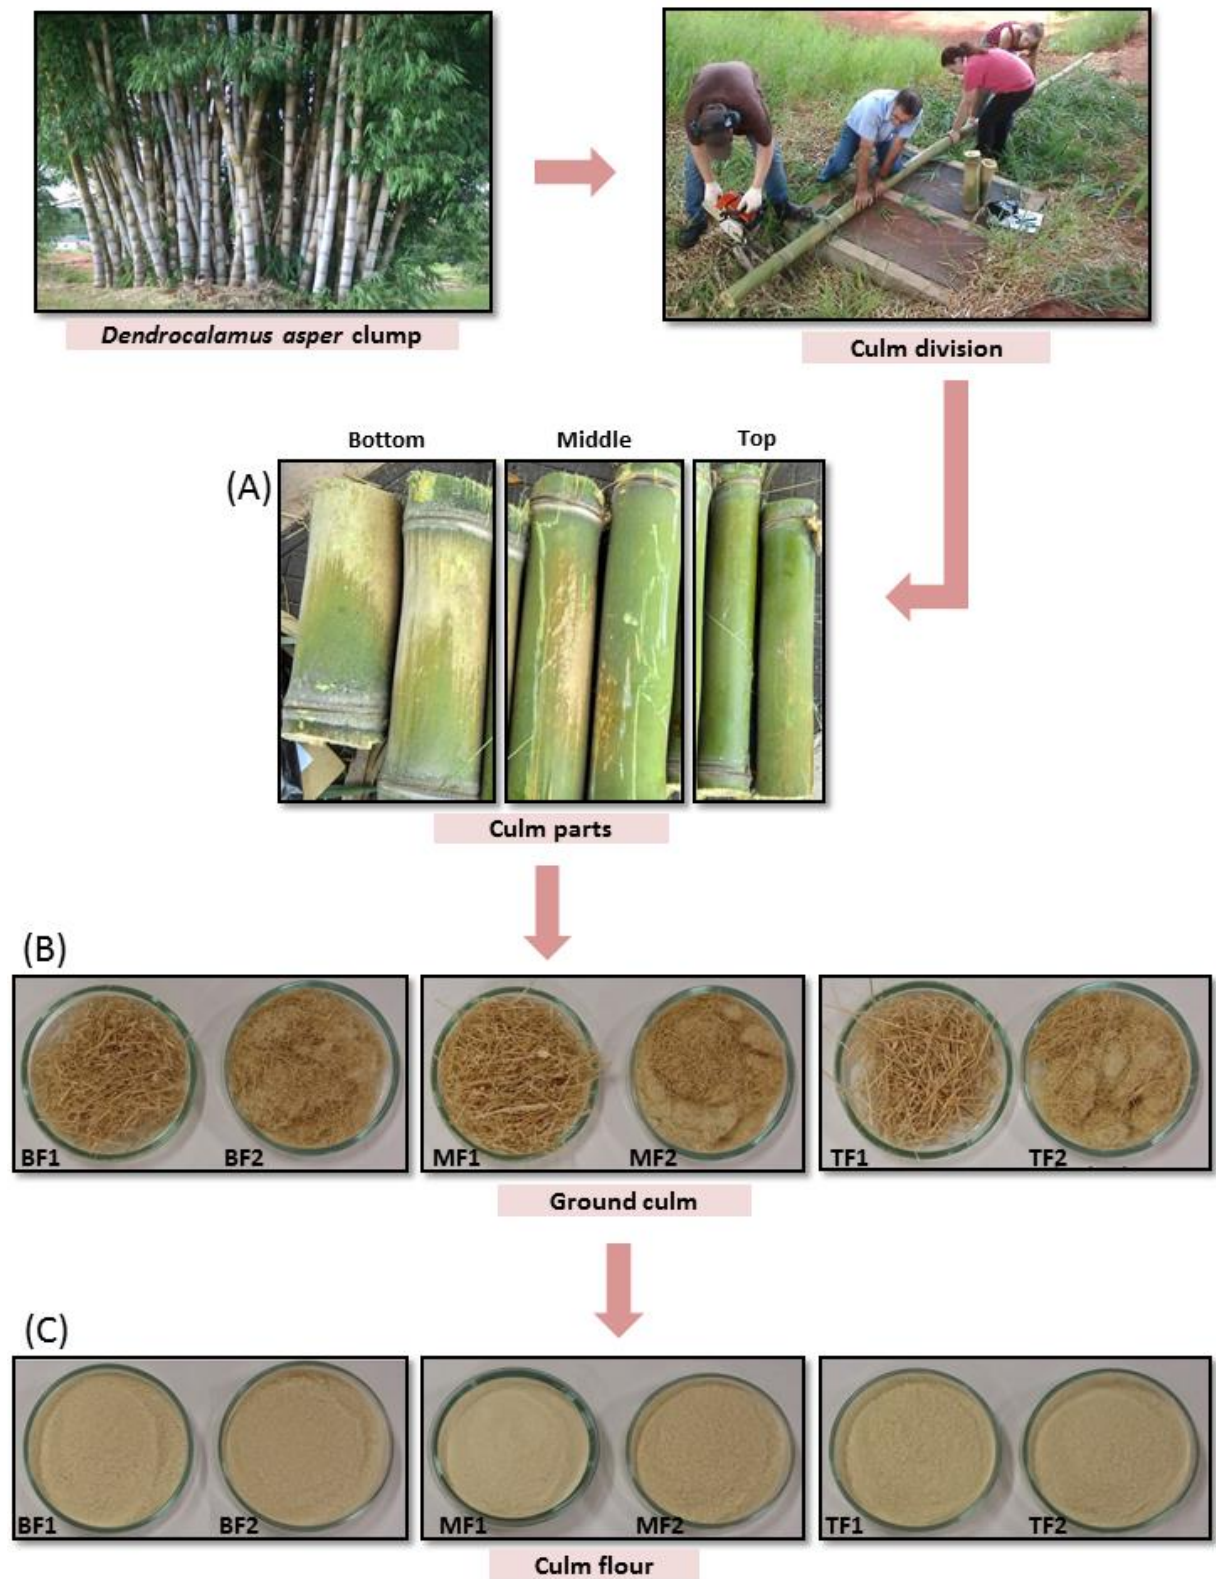 Dendrocalamus asper clump
Culm division
Bottom Middle Top
(A)
Culm parts
(B)
BF1 BF2 MF1 MF2 TF1 TF2
Ground culm
(C)
BF1 BF2 MF1 MF2 TF1 TF2
Culm flour